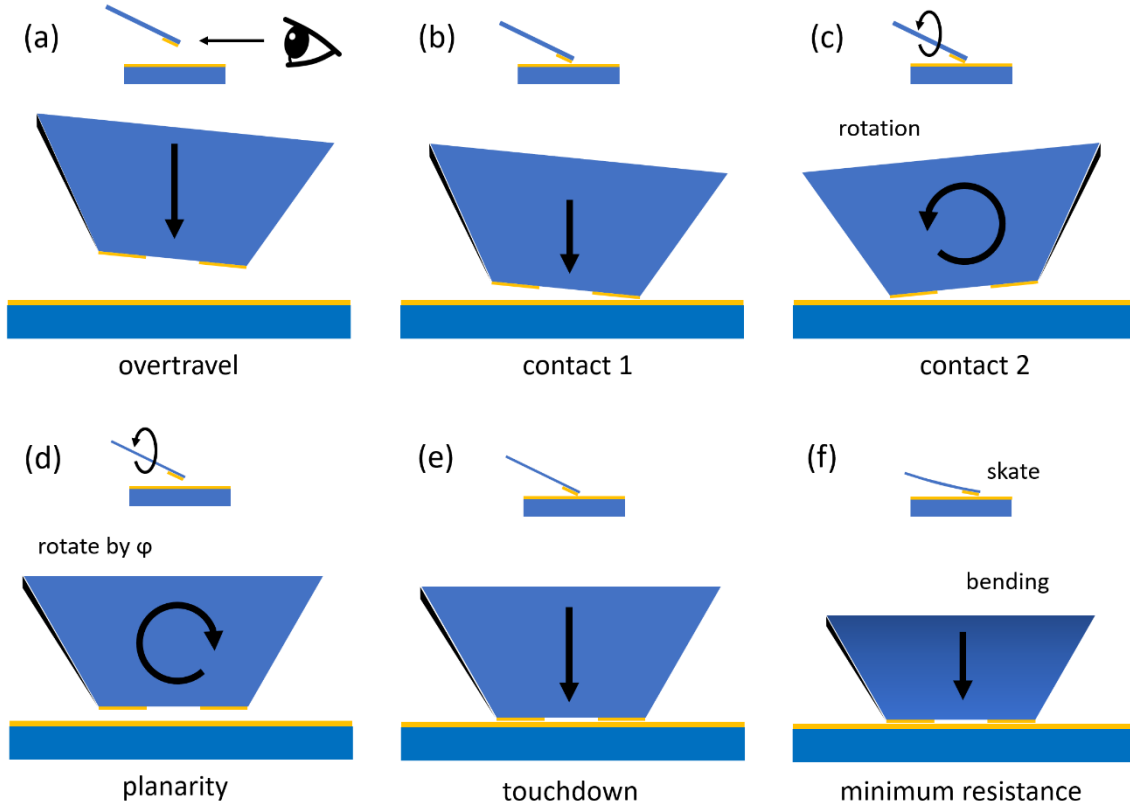 (a)
(b)
(c)
rotation
overtravel
contact 1
contact 2
(d)
(e)
(f)
skate
rotate by φ
bending
planarity
touchdown
minimum resistance